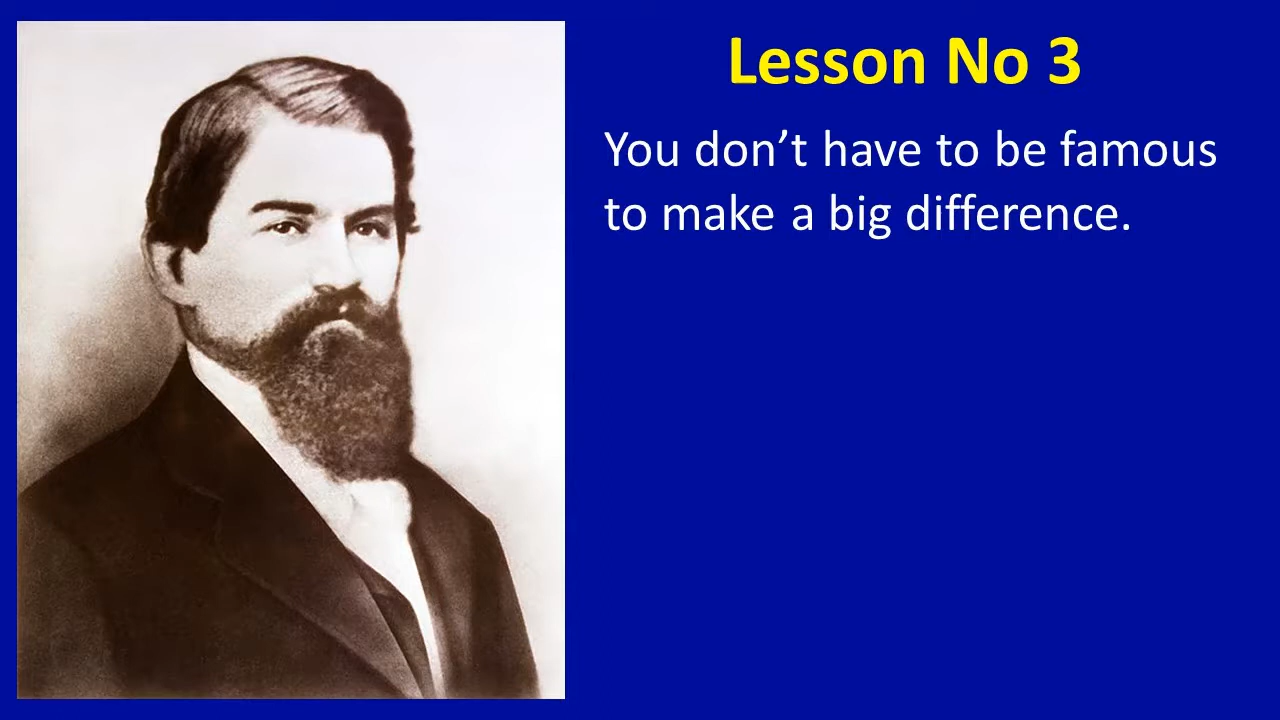 Lesson No 3
You don’t have to be famous
to make a big difference.